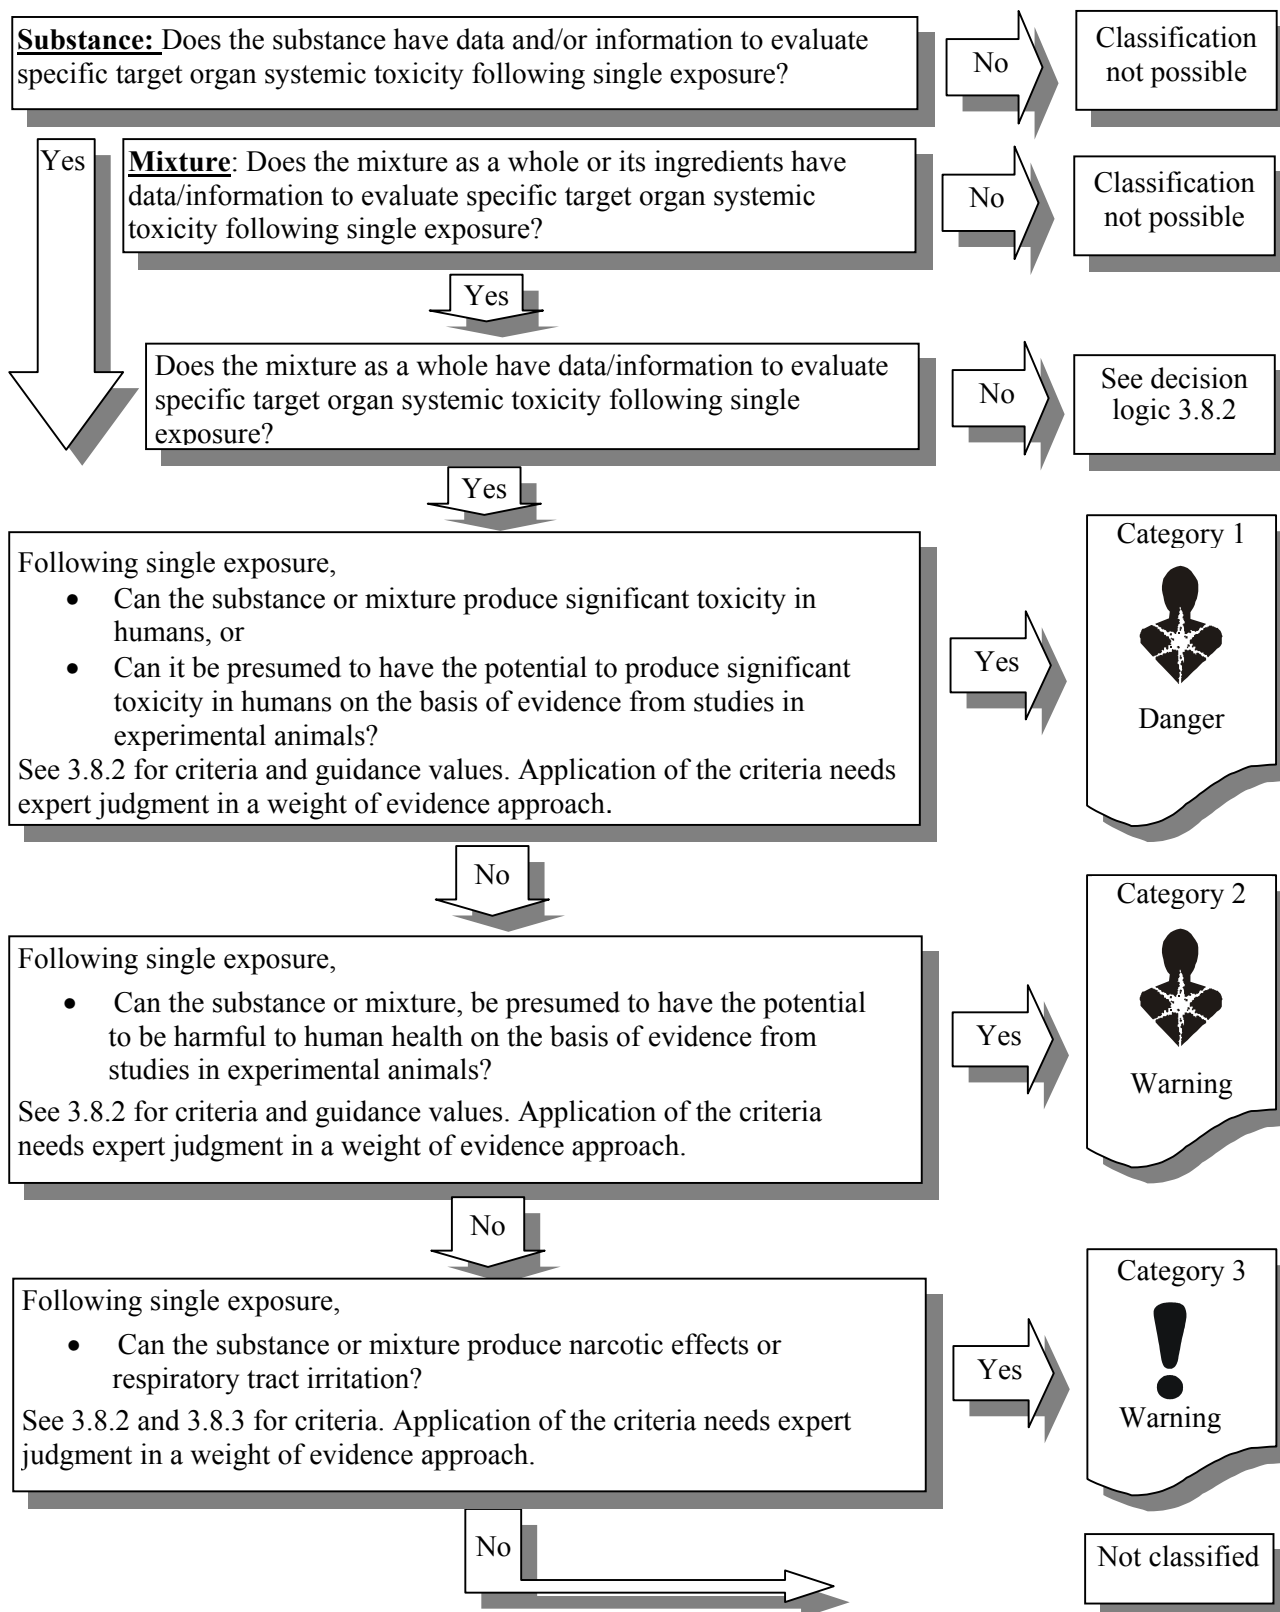 Substance: Does the substance have data and/or information to evaluate
specific target organ systemic toxicity following single exposure?
No
Classification
not possible
Yes
Mixture: Does the mixture as a whole or its ingredients have
data/information to evaluate specific target organ systemic
toxicity following single exposure?
No
Classification
not possible
Yes
Does the mixture as a whole have data/information to evaluate
specific target organ systemic toxicity following single
exposure?
No
See decision
logic 3.8.2
Yes
Following single exposure,
• Can the substance or mixture produce significant toxicity in
humans, or
• Can it be presumed to have the potential to produce significant
toxicity in humans on the basis of evidence from studies in
experimental animals?
See 3.8.2 for criteria and guidance values. Application of the criteria needs
expert judgment in a weight of evidence approach.
Yes
Category 1
Danger
No
Following single exposure,
• Can the substance or mixture, be presumed to have the potential
to be harmful to human health on the basis of evidence from
studies in experimental animals?
See 3.8.2 for criteria and guidance values. Application of the criteria
needs expert judgment in a weight of evidence approach.
Yes
Category 2
Warning
No
Following single exposure,
• Can the substance or mixture produce narcotic effects or
respiratory tract irritation?
See 3.8.2 and 3.8.3 for criteria. Application of the criteria needs expert
judgment in a weight of evidence approach.
Yes
Category 3
Warning
No
Not classified